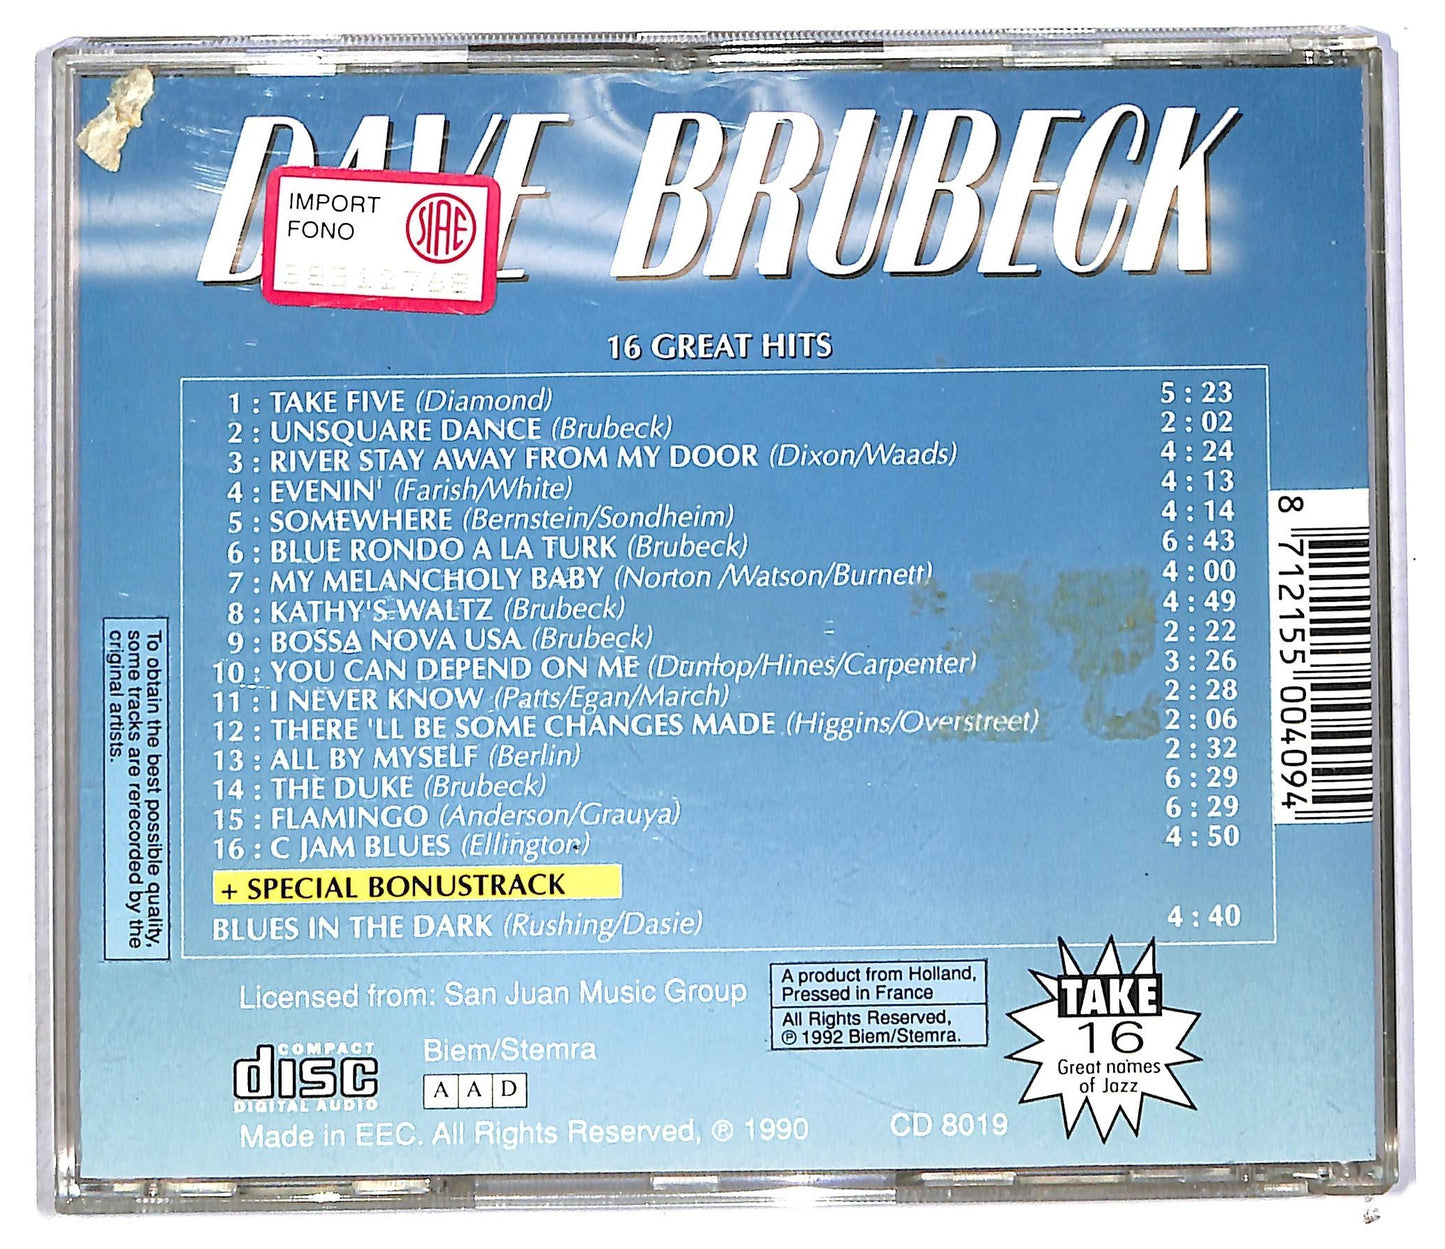 DAVE BRUBECK
IMPORT
FONO
SIAE
16 GREAT HITS
1 : TAKE FIVE (Diamond) 5 : 23
2 : UNSQUARE DANCE (Brubeck) 2 : 02
3 : RIVER STAY AWAY FROM MY DOOR (Dixon/Waads) 4 : 24
4 : EVENIN' (Farish/White) 4 : 13
5 : SOMEWHERE (Bernstein/Sondheim) 4 : 14
6 : BLUE RONDO A LA TURK (Brubeck) 6 : 43
7 : MY MELANCHOLY BABY (Norton /Watson/Burnett) 4 : 00
8 : KATHY'S WALTZ (Brubeck) 4 : 49
9 : BOSSA NOVA USA (Brubeck) 2 : 22
10 : YOU CAN DEPEND ON ME (Dunlop/Hines/Carpenter) 3 : 26
11 : I NEVER KNOW (Patts/Egan/March) 2 : 28
12 : THERE 'LL BE SOME CHANGES MADE (Higgins/Overstreet) 2 : 06
13 : ALL BY MYSELF (Berlin) 2 : 32
14 : THE DUKE (Brubeck) 6 : 29
15 : FLAMINGO (Anderson/Grauya) 6 : 29
16 : C JAM BLUES (Ellington) 4 : 50
+ SPECIAL BONUSTRACK
BLUES IN THE DARK (Rushing/Dasie) 4 : 40
To obtain the best possible quality,
some tracks are rerecorded by the
original artists.
8 712155 004094
Licensed from: San Juan Music Group
A product from Holland,
Pressed in France
All Rights Reserved,
℗ 1992 Biem/Stemra.
TAKE
16
Great names
of Jazz
COMPACT
disc
DIGITAL AUDIO
Biem/Stemra
A A D
Made in EEC. All Rights Reserved, ℗ 1990
CD 8019